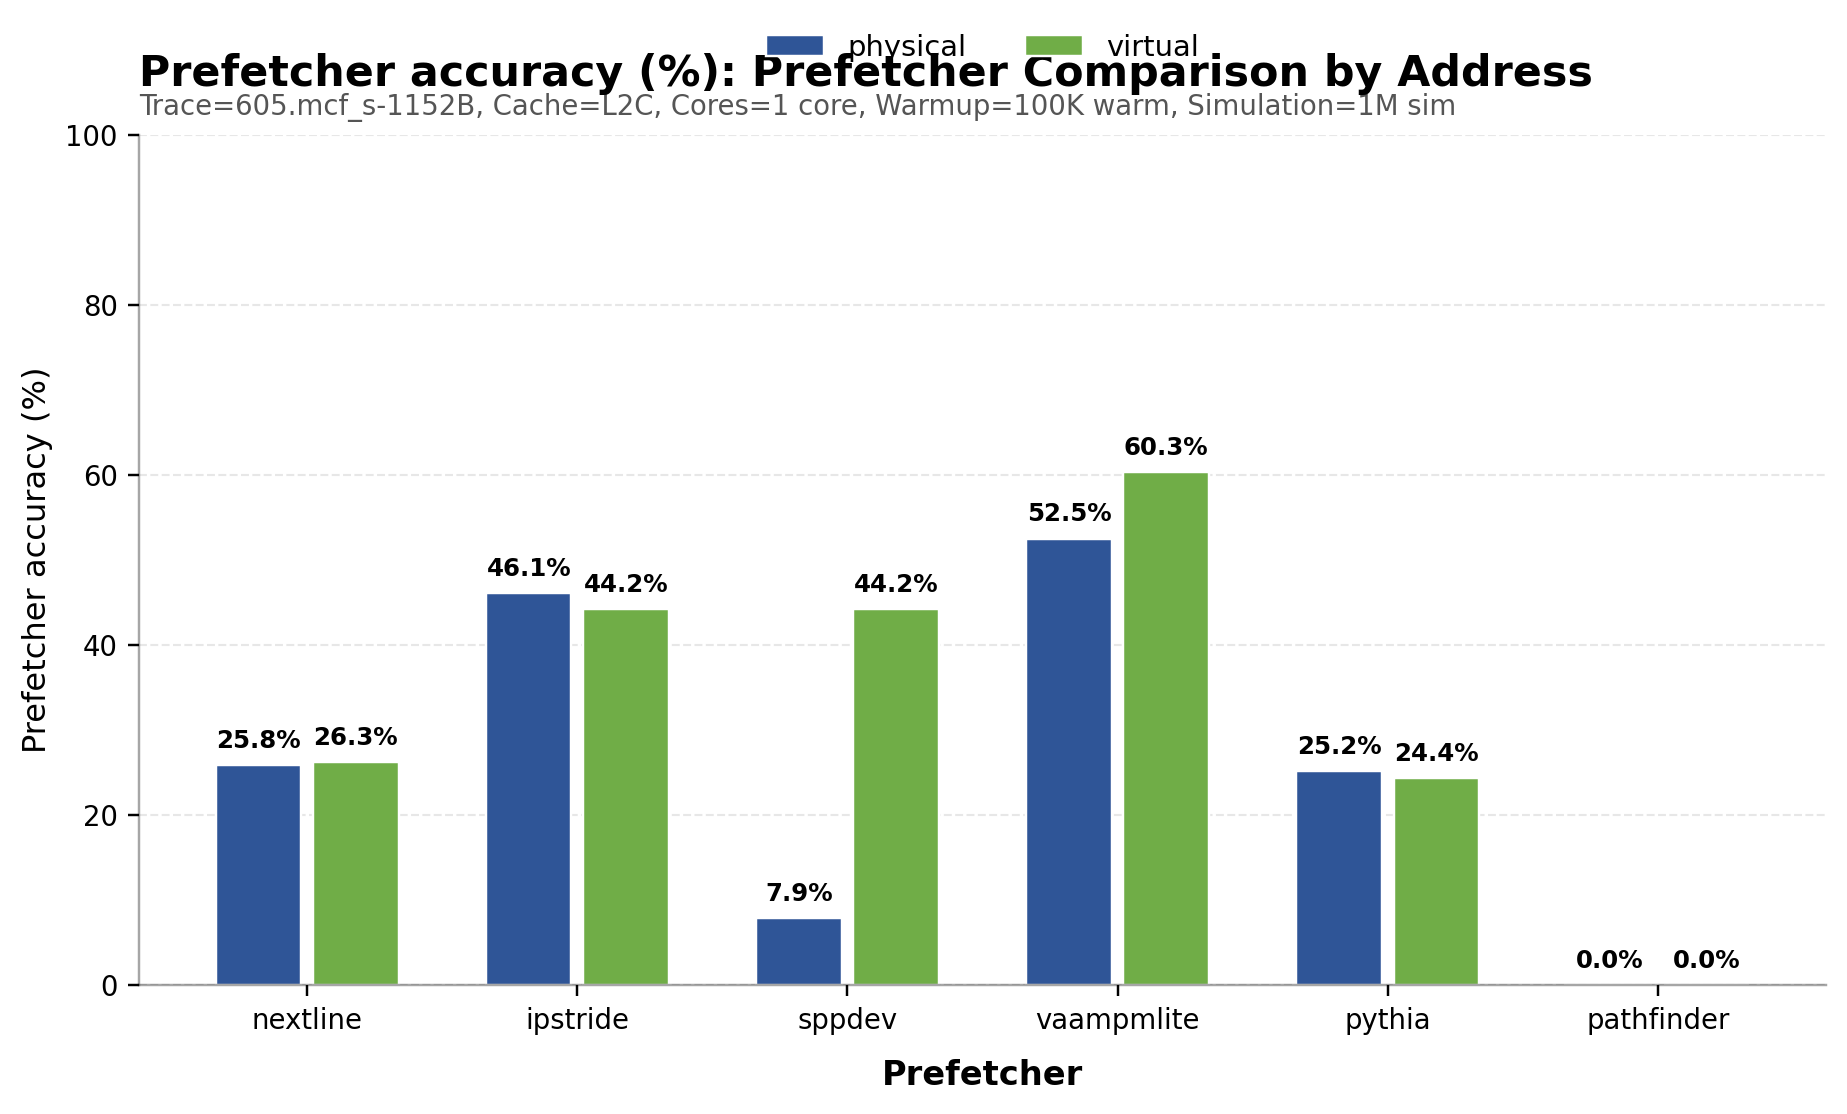 physical virtual
Prefetcher accuracy (%): Prefetcher Comparison by Address
Trace=605.mcf_s-1152B, Cache=L2C, Cores=1 core, Warmup=100K warm, Simulation=1M sim
Prefetcher accuracy (%)
100
80
60
40
20
0
25.8% 26.3%
46.1% 44.2%
7.9% 44.2%
52.5% 60.3%
25.2% 24.4%
0.0% 0.0%
nextline ipstride sppdev vaampmlite pythia pathfinder
Prefetcher